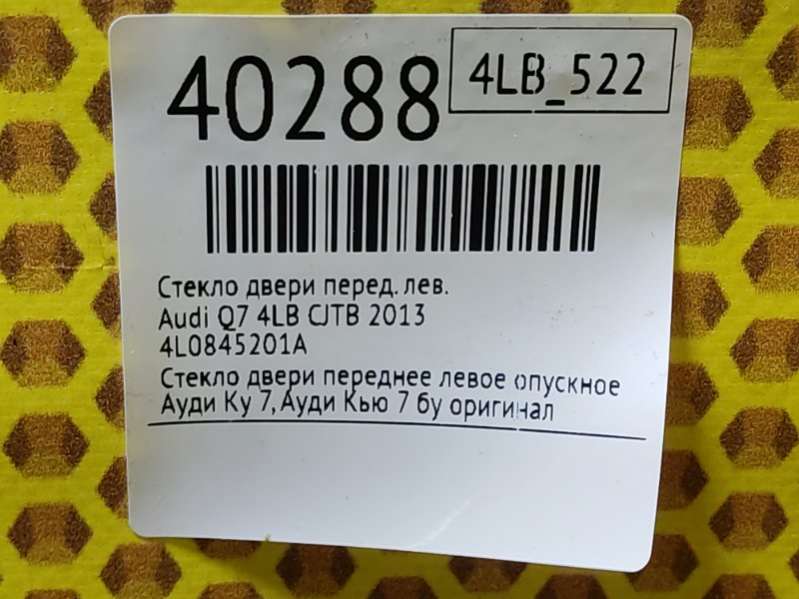 40288
4LB_522
Стекло двери перед. лев.
Audi Q7 4LB CJTB 2013
4L0845201A
Стекло двери переднее левое опускное
Ауди Ку 7, Ауди Кью 7 бу оригинал